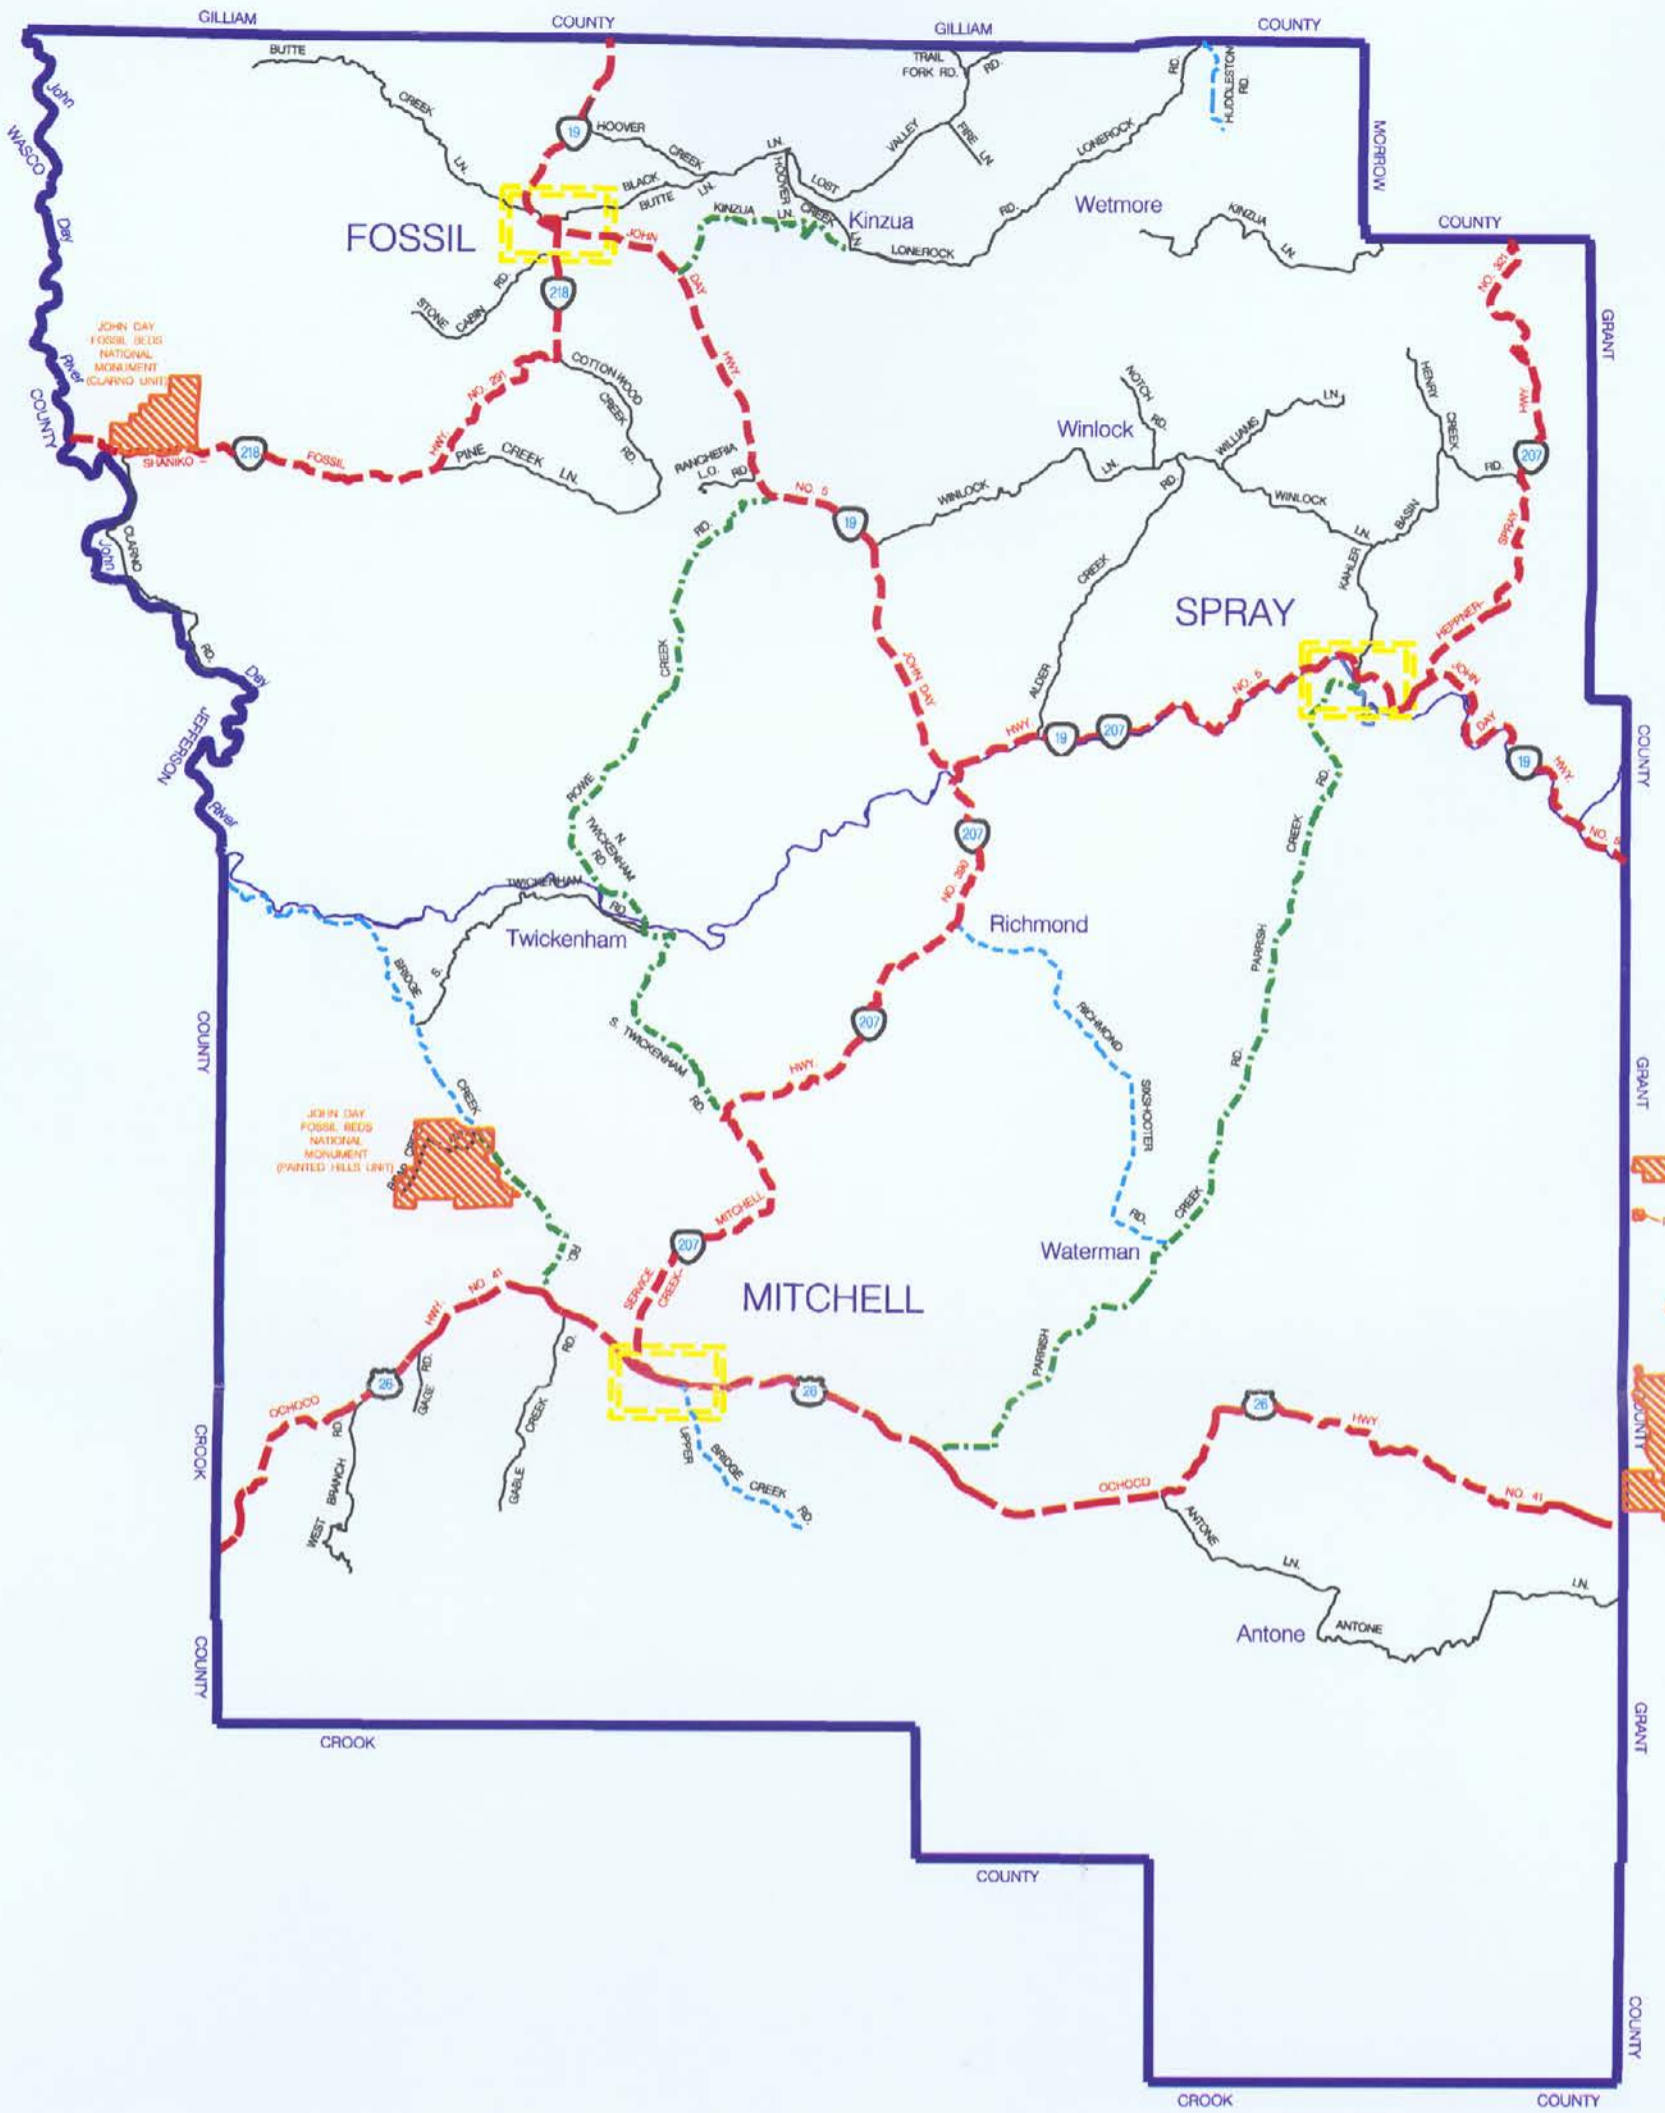 GILLIAM
COUNTY
GILLIAM
COUNTY
BUTTE
CREEK
LN.
TRAIL
FORK RD.
RD.
RD.
HUDDLESTON
RD.
John
WASCO
Day
River
COUNTY
19
HOOVER
CREEK
LN.
BLACK
BUTTE
LN.
HOOVER
CREEK
LN.
LOST
VALLEY
FIRE LN.
LONEROCK
MORROW
FOSSIL
JOHN
KINZUA
LN.
Kinzua
LONEROCK
RD.
Wetmore
KINZUA
LN.
COUNTY
NO. 321
GRANT
218
STONE
CABIN
RD.
DAY
HWY.
JOHN DAY
FOSSIL BEDS
NATIONAL
MONUMENT
(CLARNO UNIT)
NO. 291
HWY.
COTTONWOOD
CREEK
RD.
SHANIKO –
218
FOSSIL
PINE
CREEK
LN.
RANCHERIA
L.O. RD.
NO. 5
19
NOTCH
RD.
Winlock
WINLOCK
LN.
WILLIAMS
LN.
HENRY
CREEK
RD.
HWY
207
SPRAY
HEPPNER–
WINLOCK
LN.
BASIN
KAHLER
RD.
CREEK
ALDER
CLARNO
RD.
John
Day
JEFFERSON
River
RD.
CREEK
ROWE
JOHN DAY
SPRAY
HWY.
19
207
NO. 5
JOHN
DAY
19
HWY.
NO. 5
COUNTY
N.
TWICKENHAM
RD.
TWICKENHAM
RD.
Twickenham
207
NO. 390
Richmond
RD.
CREEK
PARRISH
RD.
CREEK
BRIDGE
S.
CREEK
COUNTY
S. TWICKENHAM
RD.
207
HWY.
RICHMOND
SIXSHOOTER
RD.
GRANT
JOHN DAY
FOSSIL BEDS
NATIONAL
MONUMENT
(PAINTED HILLS UNIT)
RD.
MITCHELL
207
SERVICE
CREEK–
Waterman
MITCHELL
PARRISH
NO. 41
HWY.
26
OCHOCO
RD.
GAGE
RD.
BRANCH
WEST
RD.
CREEK
GABLE
26
UPPER
BRIDGE
CREEK
RD.
26
HWY
OCHOCO
NO. 41
CROOK
COUNTY
ANTONE
LN.
LN.
Antone
ANTONE
COUNTY
CROOK
GRANT
COUNTY
COUNTY
CROOK
COUNTY